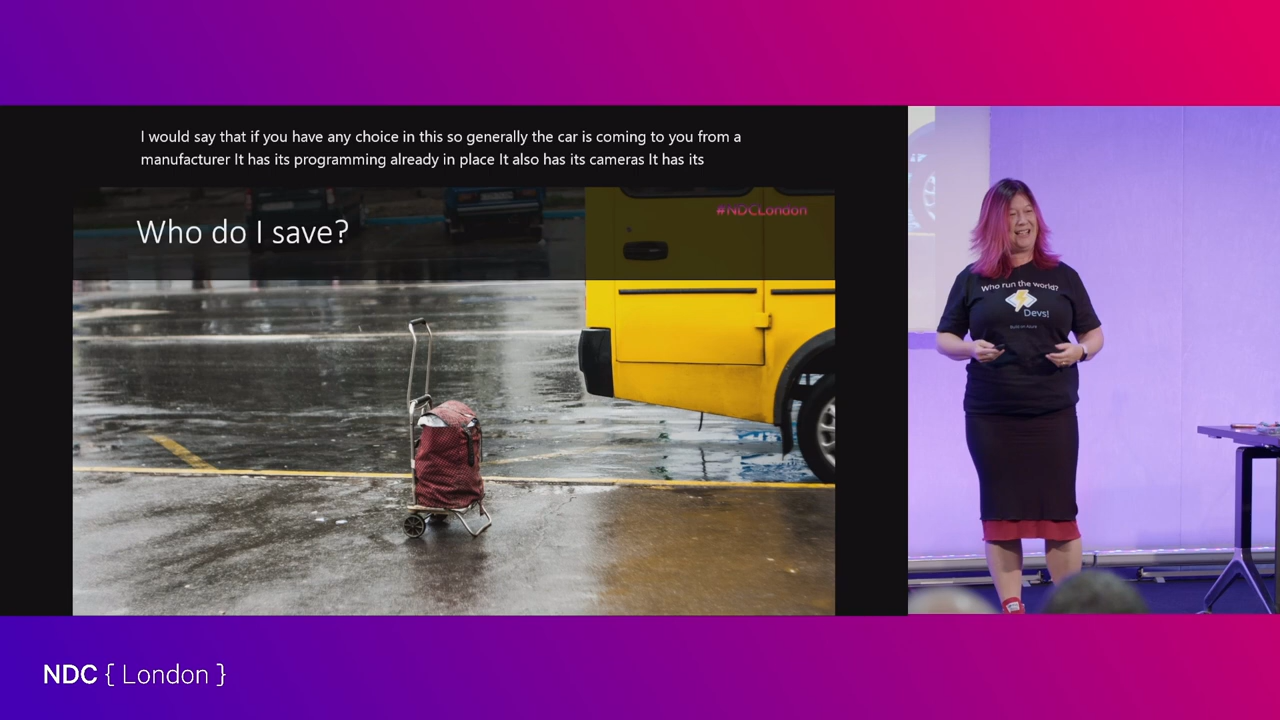 I would say that if you have any choice in this so generally the car is coming to you from a
manufacturer It has its programming already in place It also has its cameras It has its
Who do I save?
#NDCLondon
Who run the world?
Devs!
NDC { London }